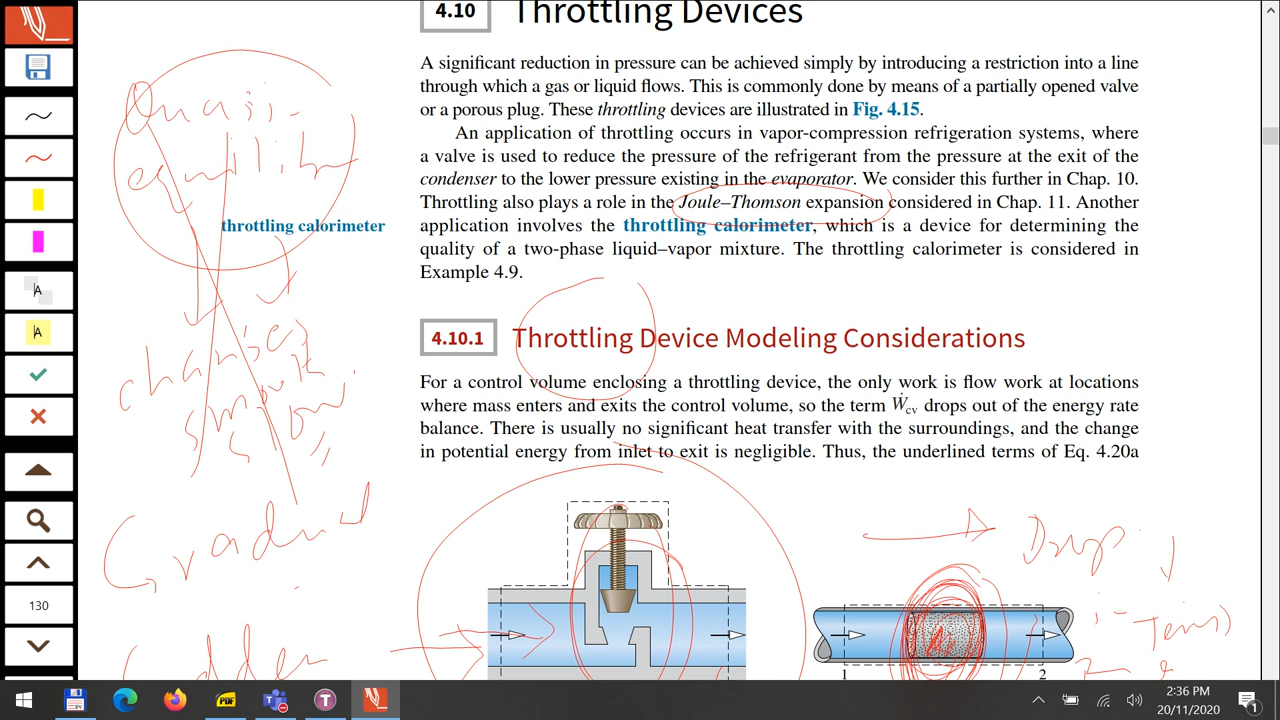 4.10 Throttling Devices
A significant reduction in pressure can be achieved simply by introducing a restriction into a line
through which a gas or liquid flows. This is commonly done by means of a partially opened valve
or a porous plug. These throttling devices are illustrated in Fig. 4.15.
An application of throttling occurs in vapor-compression refrigeration systems, where
a valve is used to reduce the pressure of the refrigerant from the pressure at the exit of the
condenser to the lower pressure existing in the evaporator. We consider this further in Chap. 10.
Throttling also plays a role in the Joule–Thomson expansion considered in Chap. 11. Another
application involves the throttling calorimeter, which is a device for determining the
quality of a two-phase liquid–vapor mixture. The throttling calorimeter is considered in
Example 4.9.
throttling calorimeter
Quasi-
equilib
4.10.1 Throttling Device Modeling Considerations
For a control volume enclosing a throttling device, the only work is flow work at locations
where mass enters and exits the control volume, so the term Ẇcv drops out of the energy rate
balance. There is usually no significant heat transfer with the surroundings, and the change
in potential energy from inlet to exit is negligible. Thus, the underlined terms of Eq. 4.20a
Gradual
Sudden
Drop
1
2
A
A
130
PDF
T
2:36 PM
20/11/2020
1